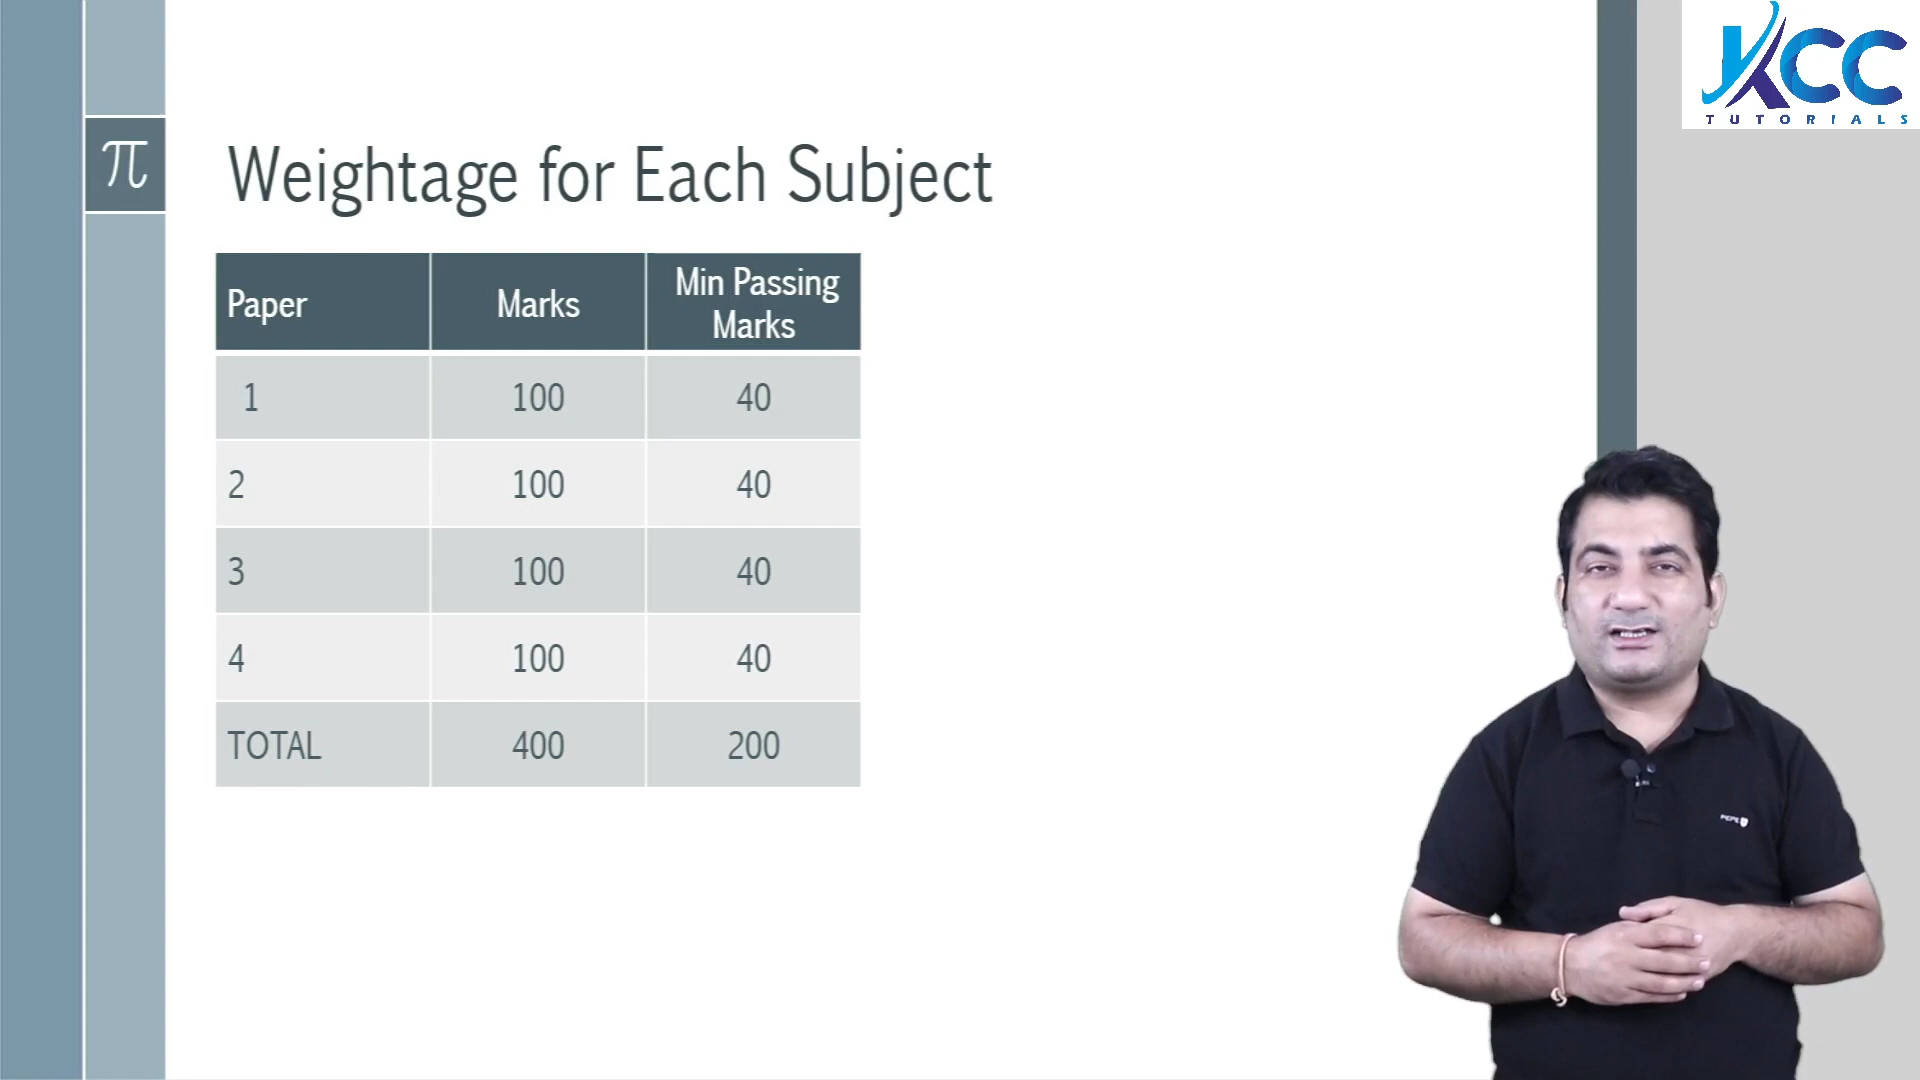 JKCC
TUTORIALS
π
Weightage for Each Subject
Paper Marks Min Passing Marks
1 100 40
2 100 40
3 100 40
4 100 40
TOTAL 400 200